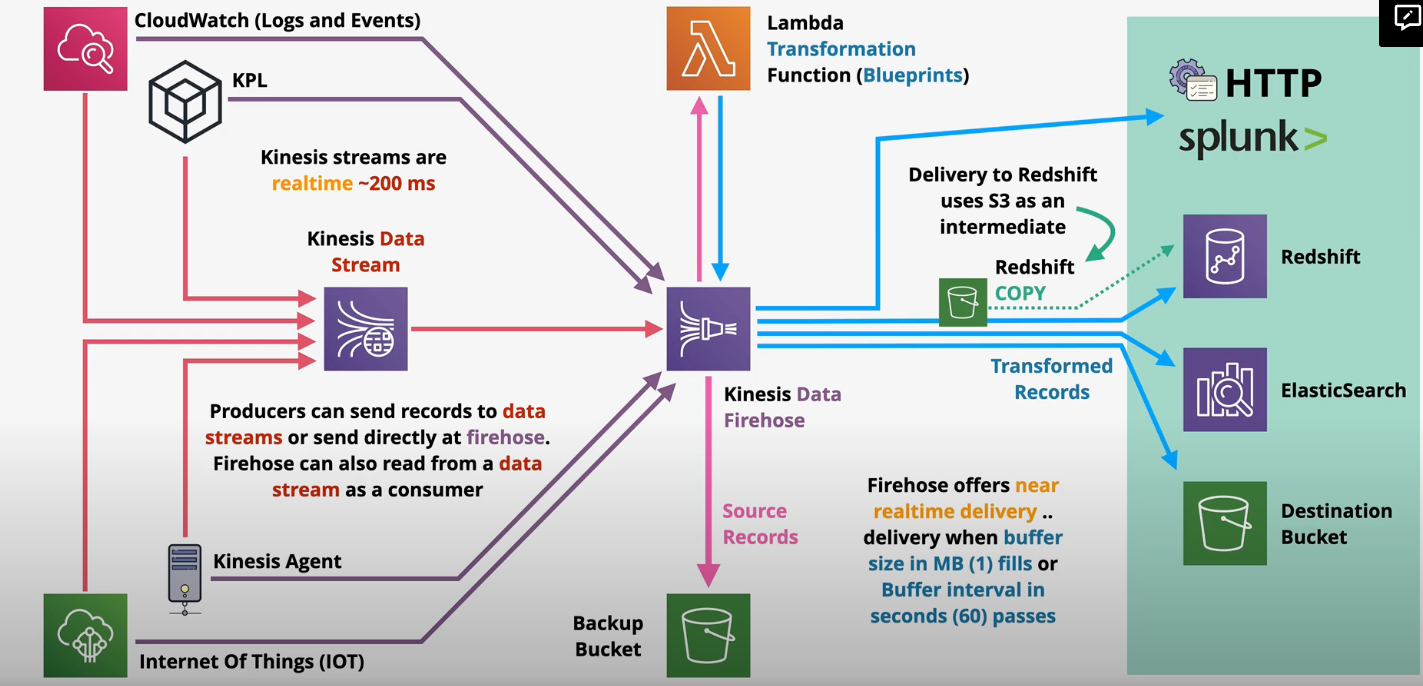 CloudWatch (Logs and Events)
KPL
Kinesis streams are
realtime ~200 ms
Kinesis Data
Stream
Producers can send records to data
streams or send directly at firehose.
Firehose can also read from a data
stream as a consumer
Kinesis Agent
Internet Of Things (IOT)
Lambda
Transformation
Function (Blueprints)
Kinesis Data
Firehose
Source
Records
Backup
Bucket
Delivery to Redshift
uses S3 as an
intermediate
Redshift
COPY
Transformed
Records
Firehose offers near
realtime delivery ..
delivery when buffer
size in MB (1) fills or
Buffer interval in
seconds (60) passes
HTTP
splunk>
Redshift
ElasticSearch
Destination
Bucket